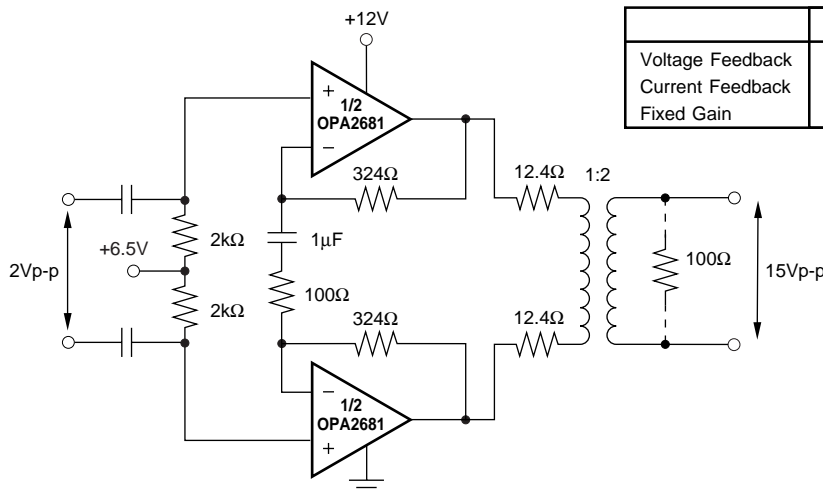 +12V
Voltage Feedback
Current Feedback
Fixed Gain
+
1/2
OPA2681
−
324Ω
12.4Ω
1:2
+6.5V
2kΩ
1µF
2Vp-p
100Ω
100Ω
15Vp-p
2kΩ
324Ω
12.4Ω
−
1/2
OPA2681
+